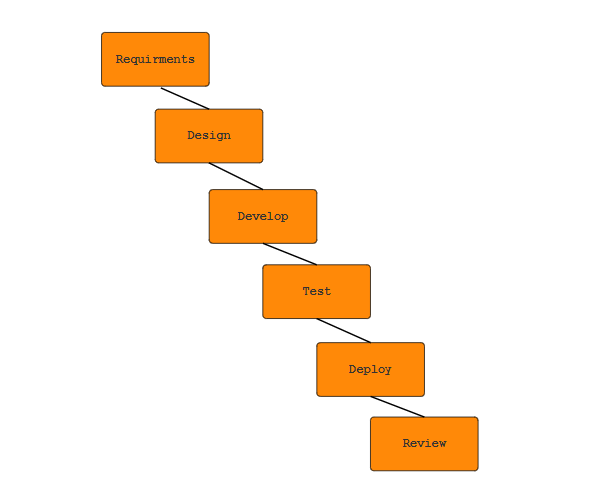 Requirments
Design
Develop
Test
Deploy
Review